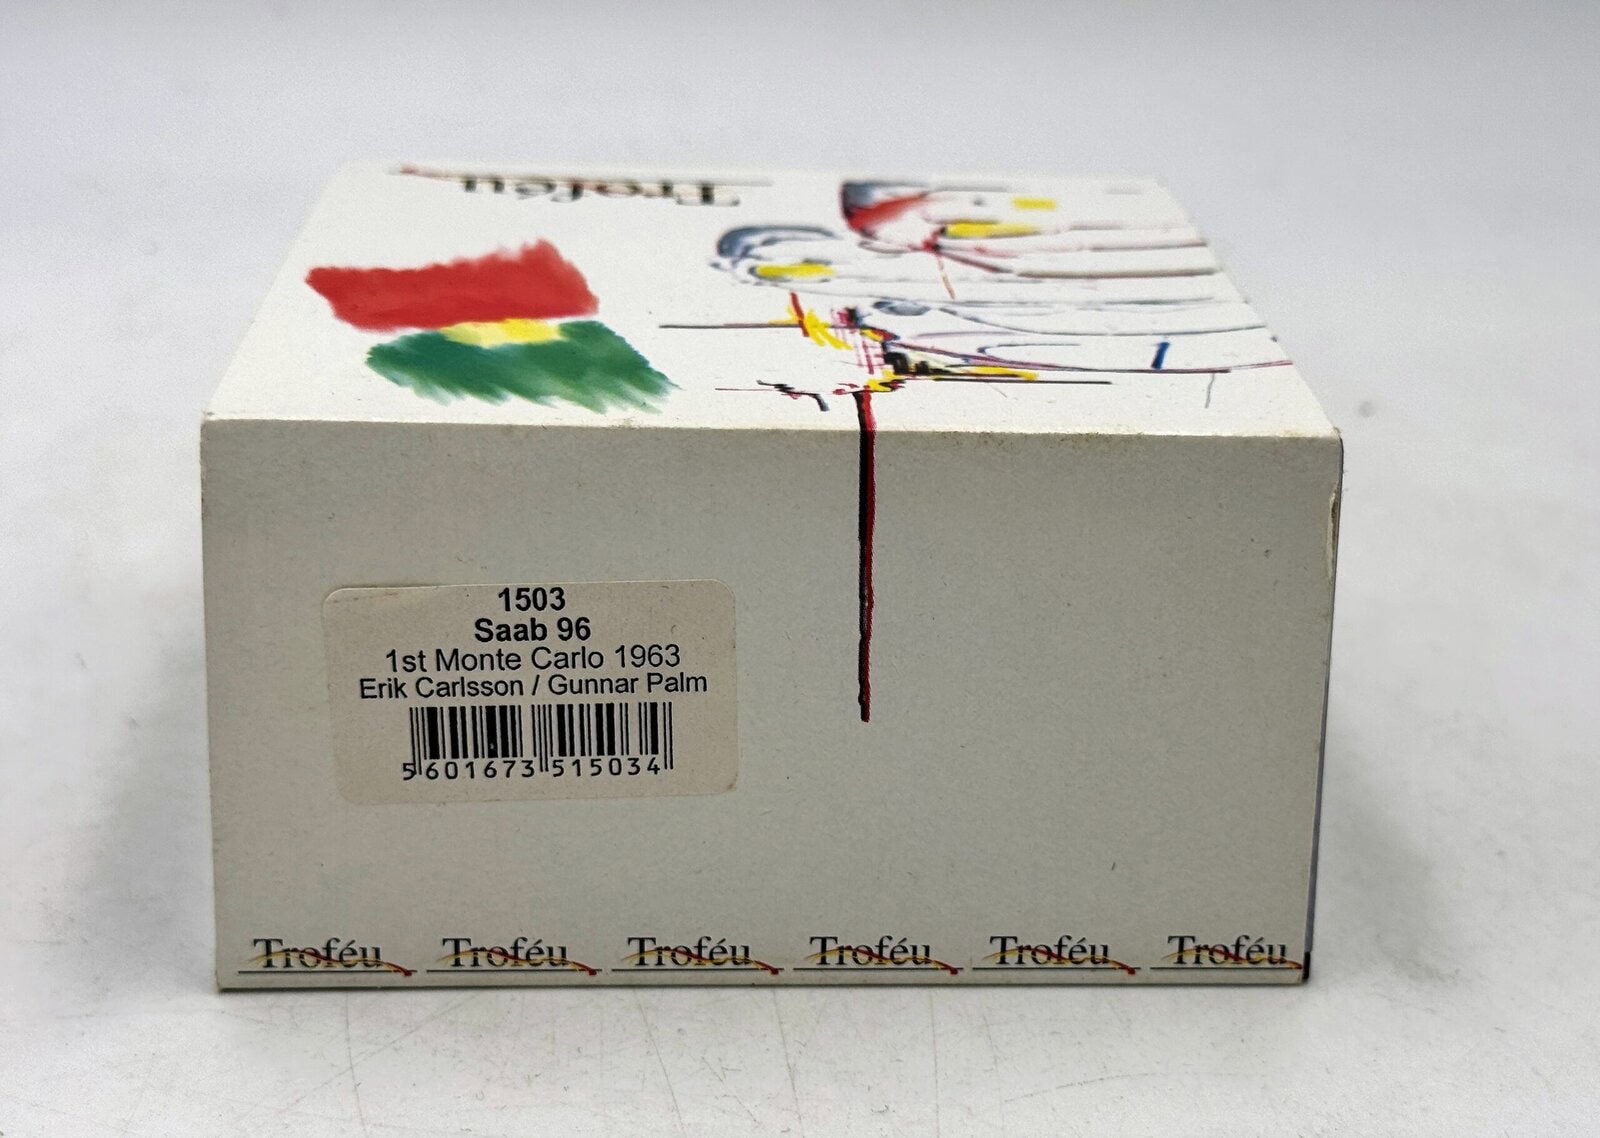 Troféu
1503
Saab 96
1st Monte Carlo 1963
Erik Carlsson / Gunnar Palm
5 601673 515034
Troféu Troféu Troféu Troféu Troféu Troféu